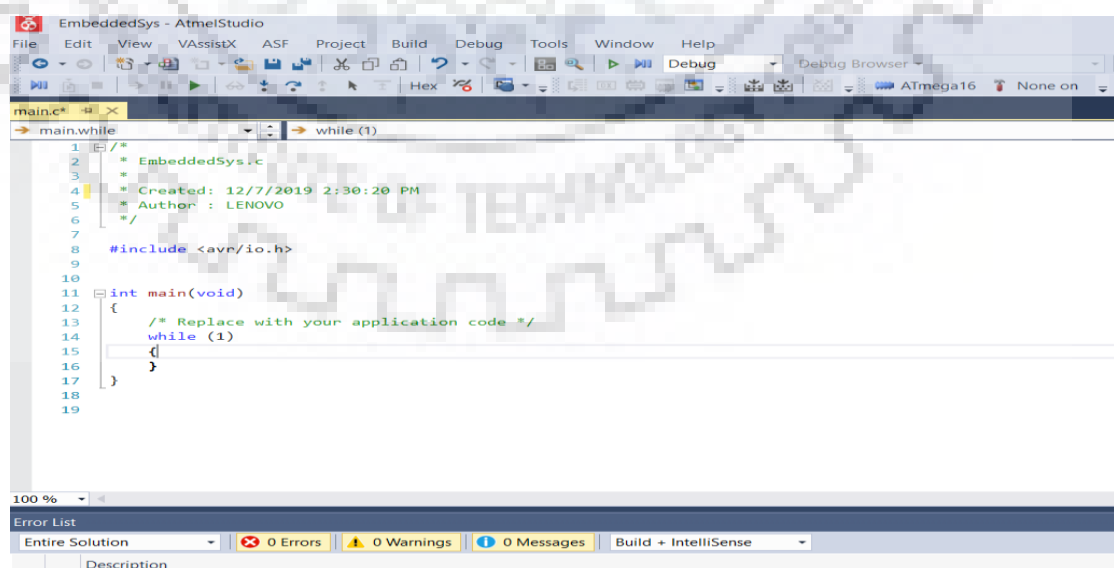 EmbeddedSys - AtmelStudio
File Edit View VAssistX ASF Project Build Debug Tools Window Help
Debug Debug Browser
Hex ATmega16 None on
main.c*
main.while while (1)
1 /*
2 * EmbeddedSys.c
3 *
4 * Created: 12/7/2019 2:30:20 PM
5 * Author : LENOVO
6 */
7
8 #include <avr/io.h>
9
10
11 int main(void)
12 {
13 /* Replace with your application code */
14 while (1)
15 {
16 }
17 }
18
19
100 %
Error List
Entire Solution 0 Errors 0 Warnings 0 Messages Build + IntelliSense
Description